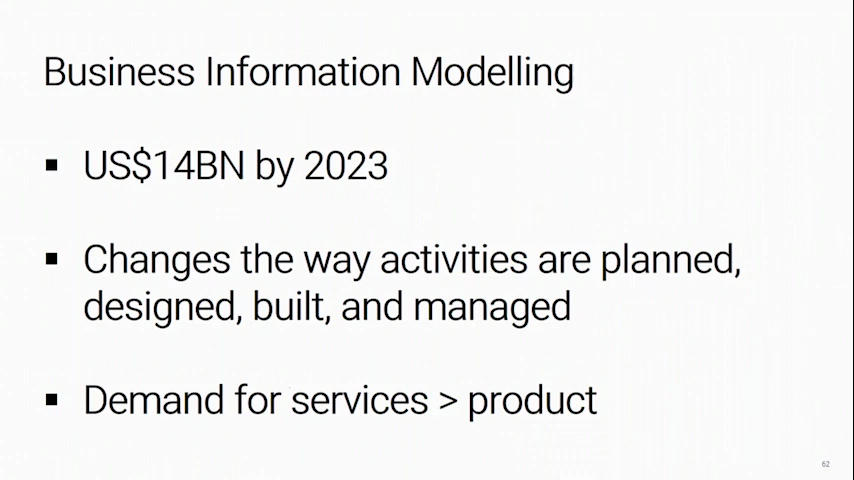 Business Information Modelling
▪ US$14BN by 2023
▪ Changes the way activities are planned,
designed, built, and managed
▪ Demand for services > product
62